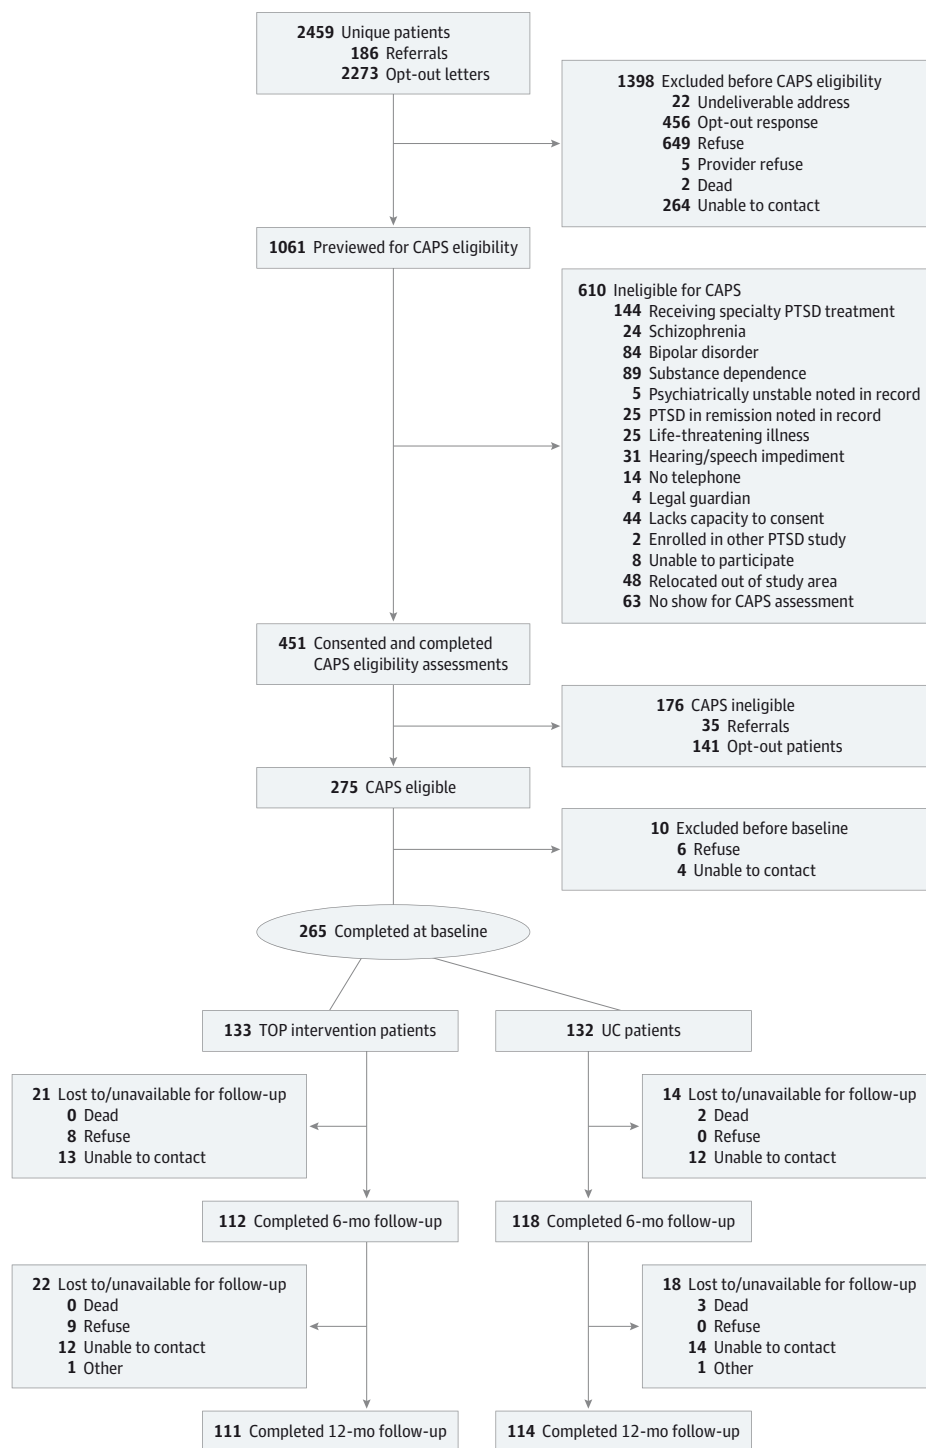 2459 Unique patients
186 Referrals
2273 Opt-out letters
1398 Excluded before CAPS eligibility
22 Undeliverable address
456 Opt-out response
649 Refuse
5 Provider refuse
2 Dead
264 Unable to contact
1061 Previewed for CAPS eligibility
610 Ineligible for CAPS
144 Receiving specialty PTSD treatment
24 Schizophrenia
84 Bipolar disorder
89 Substance dependence
5 Psychiatrically unstable noted in record
25 PTSD in remission noted in record
25 Life-threatening illness
31 Hearing/speech impediment
14 No telephone
4 Legal guardian
44 Lacks capacity to consent
2 Enrolled in other PTSD study
8 Unable to participate
48 Relocated out of study area
63 No show for CAPS assessment
451 Consented and completed
CAPS eligibility assessments
176 CAPS ineligible
35 Referrals
141 Opt-out patients
275 CAPS eligible
10 Excluded before baseline
6 Refuse
4 Unable to contact
265 Completed at baseline
133 TOP intervention patients
132 UC patients
21 Lost to/unavailable for follow-up
0 Dead
8 Refuse
13 Unable to contact
14 Lost to/unavailable for follow-up
2 Dead
0 Refuse
12 Unable to contact
112 Completed 6-mo follow-up
118 Completed 6-mo follow-up
22 Lost to/unavailable for follow-up
0 Dead
9 Refuse
12 Unable to contact
1 Other
18 Lost to/unavailable for follow-up
3 Dead
0 Refuse
14 Unable to contact
1 Other
111 Completed 12-mo follow-up
114 Completed 12-mo follow-up